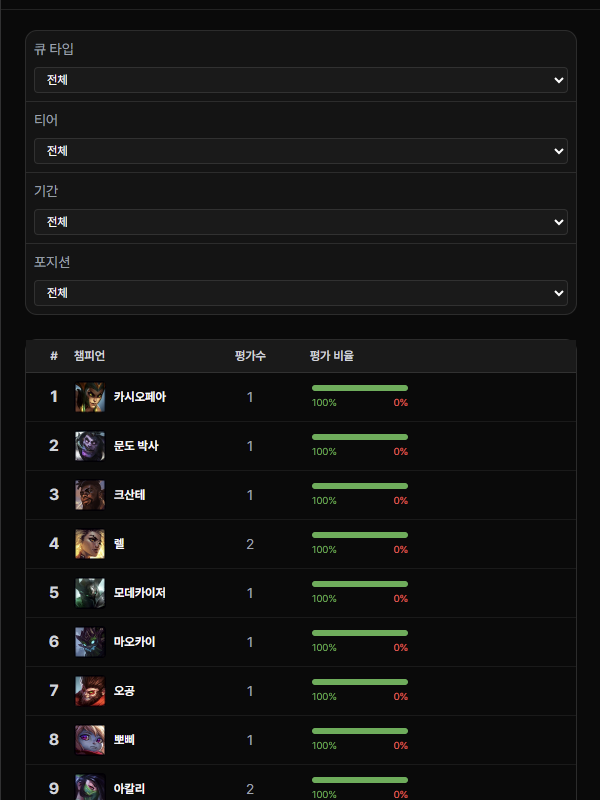 큐 타입
전체
티어
전체
기간
전체
포지션
전체
# 챔피언 평가수 평가 비율
1 카시오페아 1
100% 0%
2 문도 박사 1
100% 0%
3 크산테 1
100% 0%
4 렐 2
100% 0%
5 모데카이저 1
100% 0%
6 마오카이 1
100% 0%
7 오공 1
100% 0%
8 뽀삐 1
100% 0%
9 아칼리 2
100% 0%